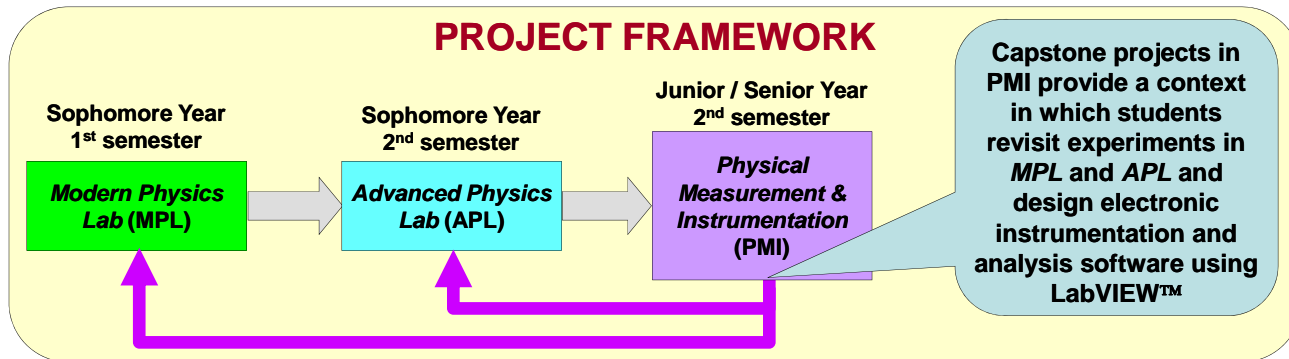 PROJECT FRAMEWORK
Sophomore Year
1st semester
Modern Physics
Lab (MPL)
Sophomore Year
2nd semester
Advanced Physics
Lab (APL)
Junior / Senior Year
2nd semester
Physical
Measurement &
Instrumentation
(PMI)
Capstone projects in
PMI provide a context
in which students
revisit experiments in
MPL and APL and
design electronic
instrumentation and
analysis software using
LabVIEW™